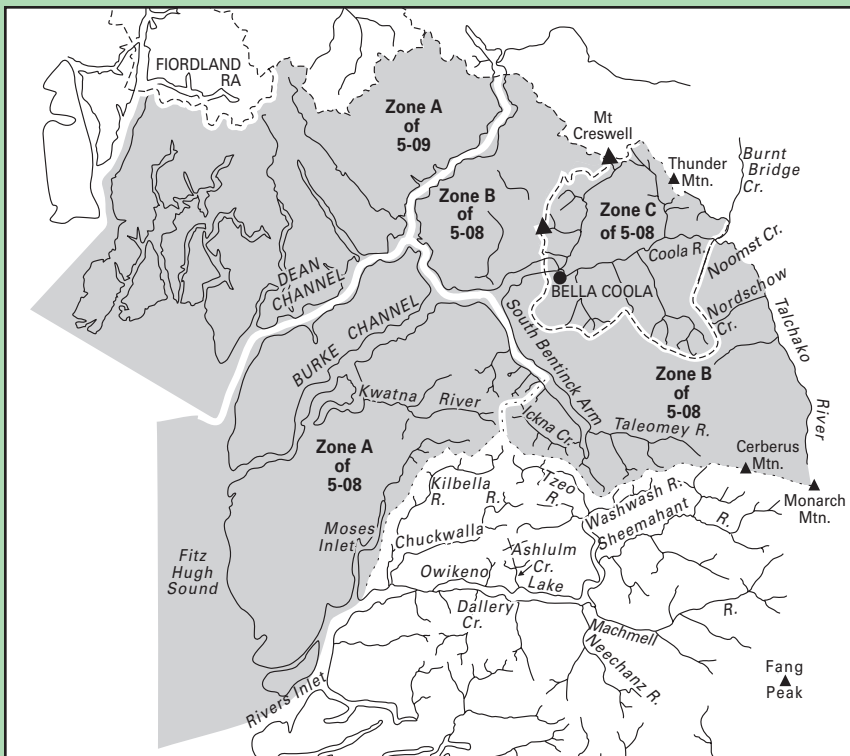 FIORDLAND
RA
Zone A
of
5-09
Mt
Creswell
Thunder
Mtn.
Burnt
Bridge
Cr.
Zone B
of
5-08
Zone C
of 5-08
Noomst Cr.
Coola R.
DEAN
CHANNEL
BELLA COOLA
Nordschow
Cr.
Talchako
River
BURKE CHANNEL
South Bentinck Arm
Zone B
of
5-08
Kwatna River
Ickna Cr.
Taleomey R.
Zone A
of
5-08
Cerberus
Mtn.
Monarch
Mtn.
Kilbella
R.
R.
Tzeo
R.
Washwash R.
Sheemahant
R.
Moses
Inlet
Chuckwalla
Ashlulm
Cr.
Fitz
Hugh
Sound
Owikeno
Lake
Dallery
Cr.
R.
Machmell
Neechanz R.
Fang
Peak
Rivers Inlet